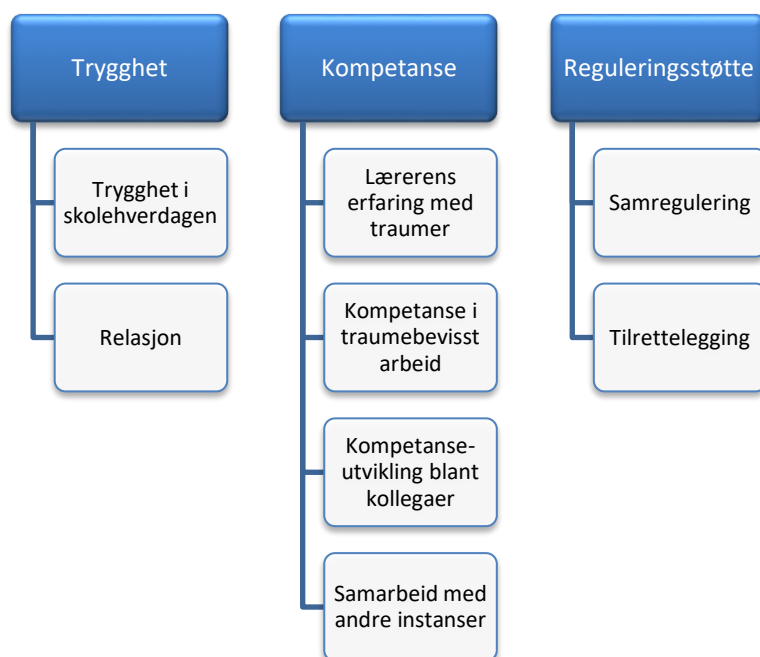 Trygghet
Trygghet i
skolehverdagen
Relasjon
Kompetanse
Lærerens
erfaring med
traumer
Kompetanse i
traumebevisst
arbeid
Kompetanse-
utvikling blant
kollegaer
Samarbeid med
andre instanser
Reguleringsstøtte
Samregulering
Tilrettelegging